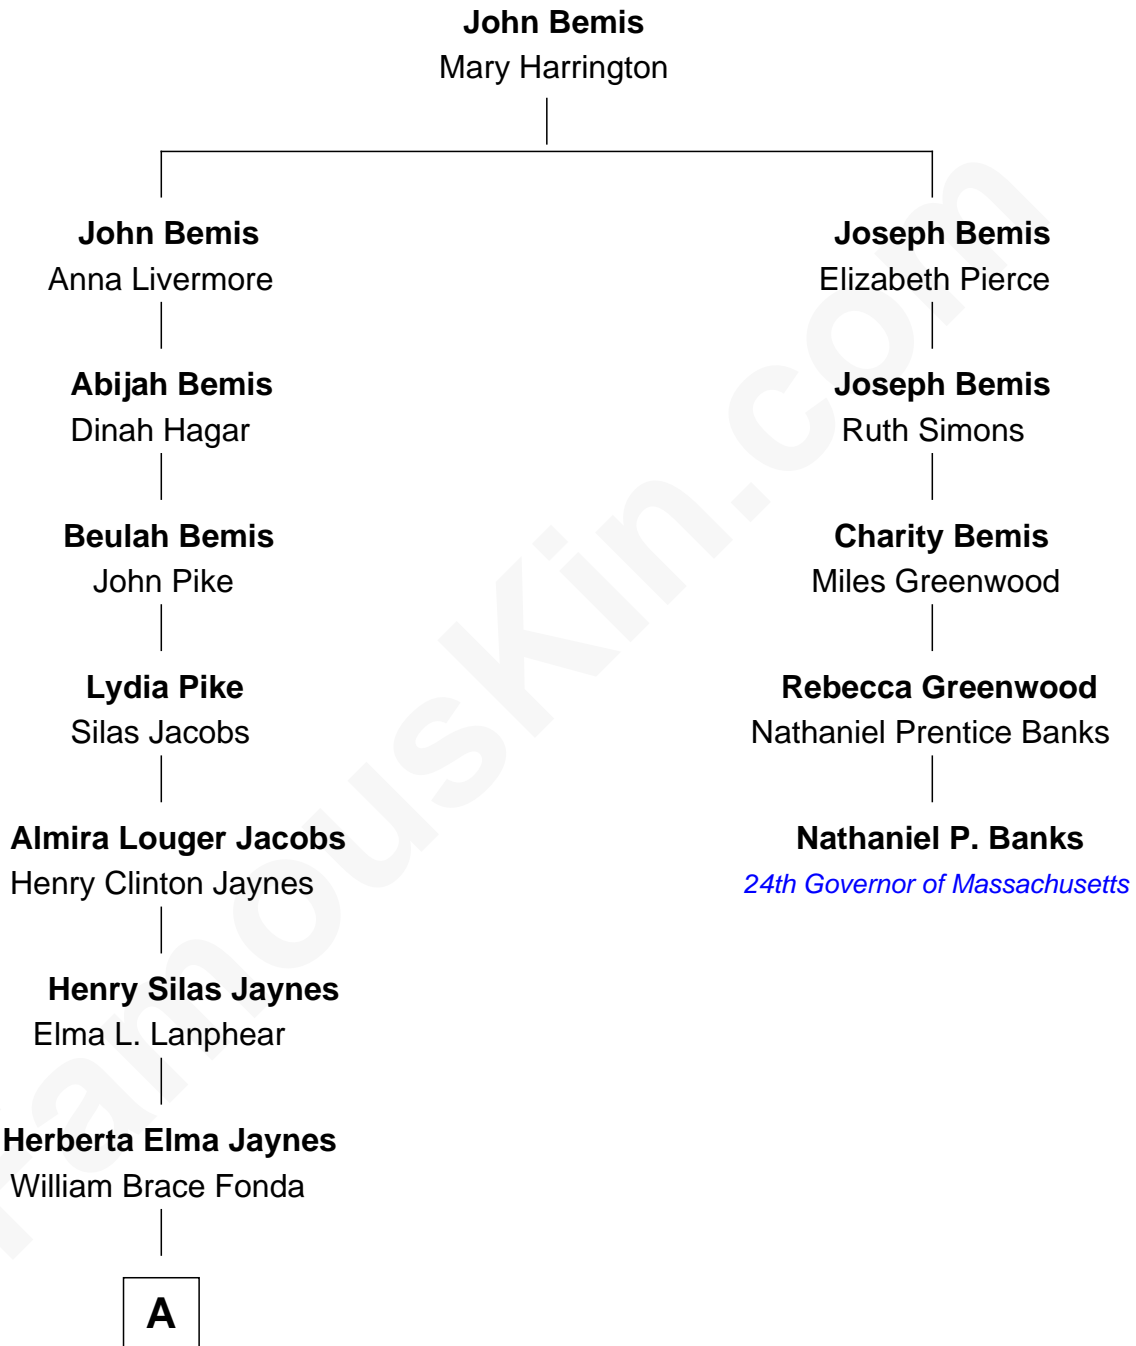 John Bemis
Mary Harrington
John Bemis
Anna Livermore
Joseph Bemis
Elizabeth Pierce
Abijah Bemis
Dinah Hagar
Joseph Bemis
Ruth Simons
Beulah Bemis
John Pike
Charity Bemis
Miles Greenwood
Lydia Pike
Silas Jacobs
Rebecca Greenwood
Nathaniel Prentice Banks
Almira Louger Jacobs
Henry Clinton Jaynes
Nathaniel P. Banks
24th Governor of Massachusetts
Henry Silas Jaynes
Elma L. Lanphear
Herberta Elma Jaynes
William Brace Fonda
A
FamousKin.com